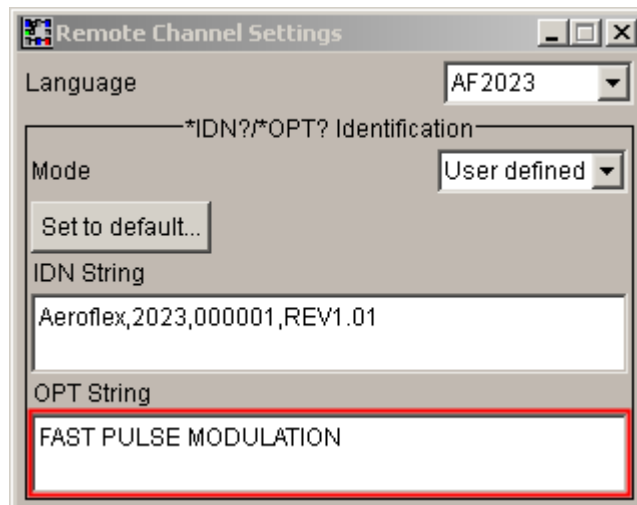 Remote Channel Settings
Language
AF2023
*IDN?/*OPT? Identification
Mode
User defined
Set to default...
IDN String
Aeroflex,2023,000001,REV1.01
OPT String
FAST PULSE MODULATION